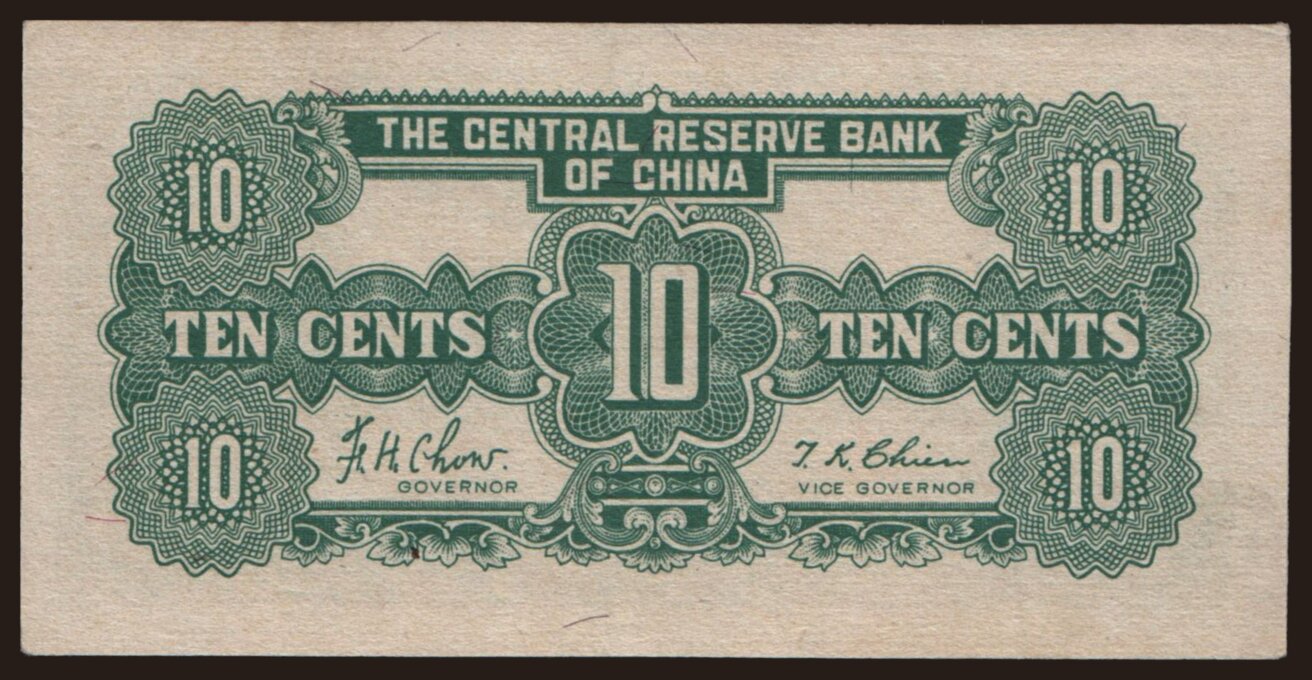 THE CENTRAL RESERVE BANK
OF CHINA
10 10
10
TEN CENTS TEN CENTS
10 10
F. H. Chow. T. K. Chien
GOVERNOR VICE GOVERNOR